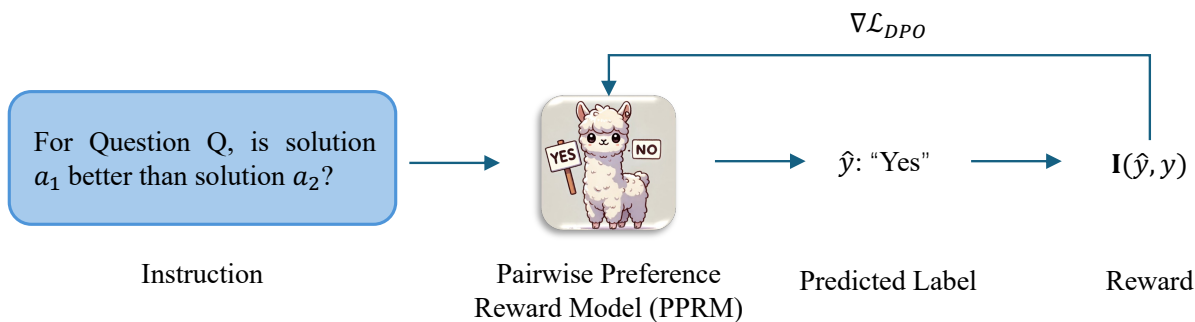 ∇ℒ_DPO
For Question Q, is solution
a₁ better than solution a₂?
YES
NO
ŷ: “Yes”
I(ŷ, y)
Instruction
Pairwise Preference
Reward Model (PPRM)
Predicted Label
Reward